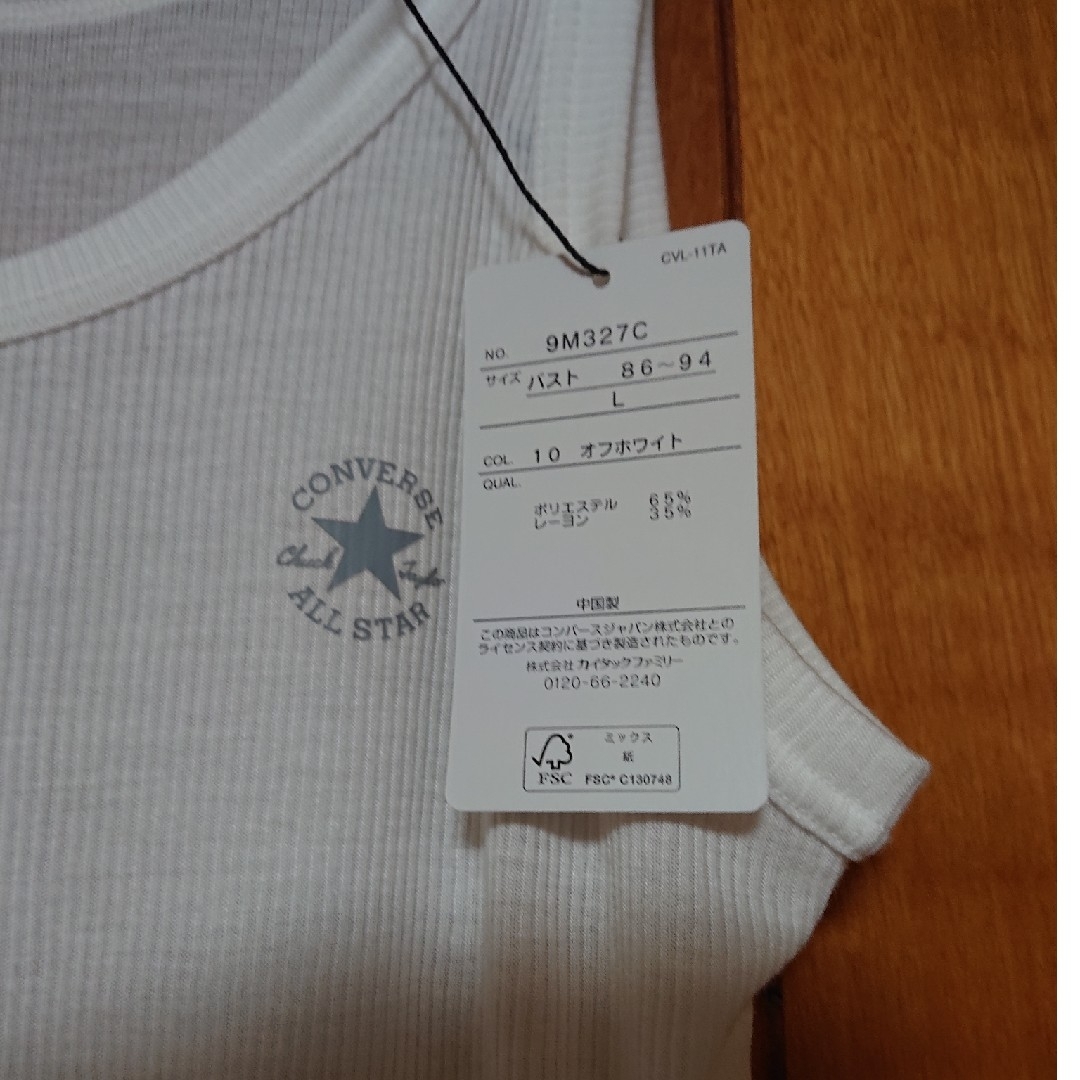 CVL-11TA
NO. 9M327C
サイズ バスト 86~94
L
COL. 10 オフホワイト
QUAL.
ポリエステル 65%
レーヨン 35%
中国製
この商品はコンバースジャパン株式会社との
ライセンス契約に基づき製造されたものです。
株式会社 カイタックファミリー
0120-66-2240
ミックス
紙
FSC FSC® C130748
CONVERSE
Chuck Taylor
ALL STAR